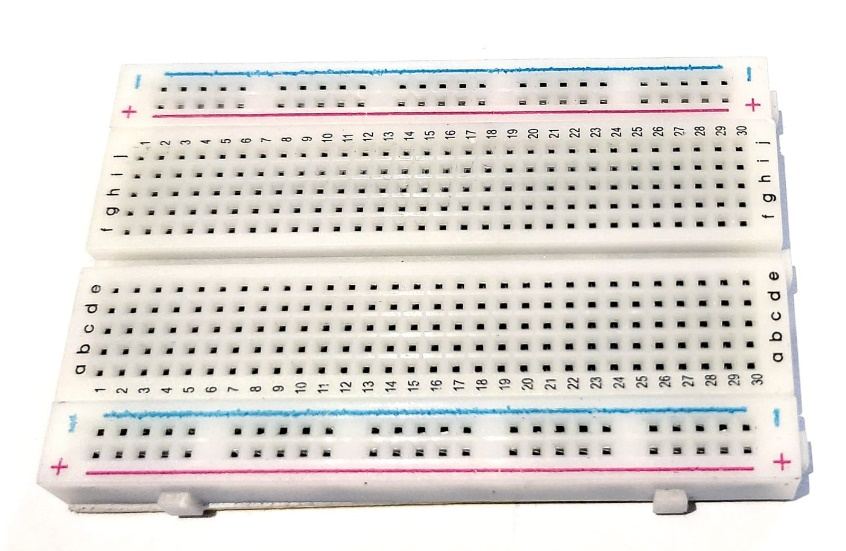 - -
+ +
1 2 3 4 5 6 7 8 9 10 11 12 13 14 15 16 17 18 19 20 21 22 23 24 25 26 27 28 29 30
j j
i i
h h
g g
f f
e e
d d
c c
b b
a a
1 2 3 4 5 6 7 8 9 10 11 12 13 14 15 16 17 18 19 20 21 22 23 24 25 26 27 28 29 30
- -
+ +